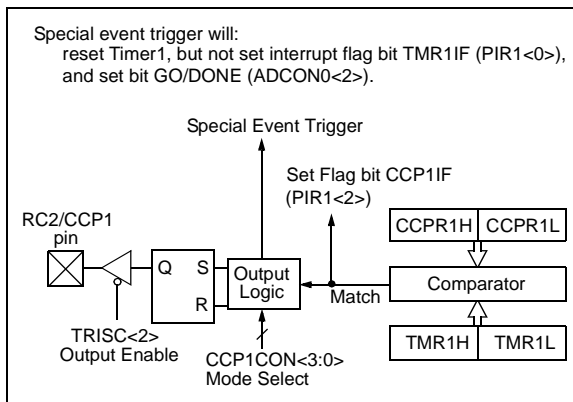 Special event trigger will:
reset Timer1, but not set interrupt flag bit TMR1IF (PIR1<0>),
and set bit GO/DONE (ADCON0<2>).
Special Event Trigger
Set Flag bit CCP1IF
(PIR1<2>)
RC2/CCP1
pin
CCPR1H CCPR1L
Q S
R
Output
Logic
Match
Comparator
TRISC<2>
Output Enable
CCP1CON<3:0>
Mode Select
TMR1H TMR1L